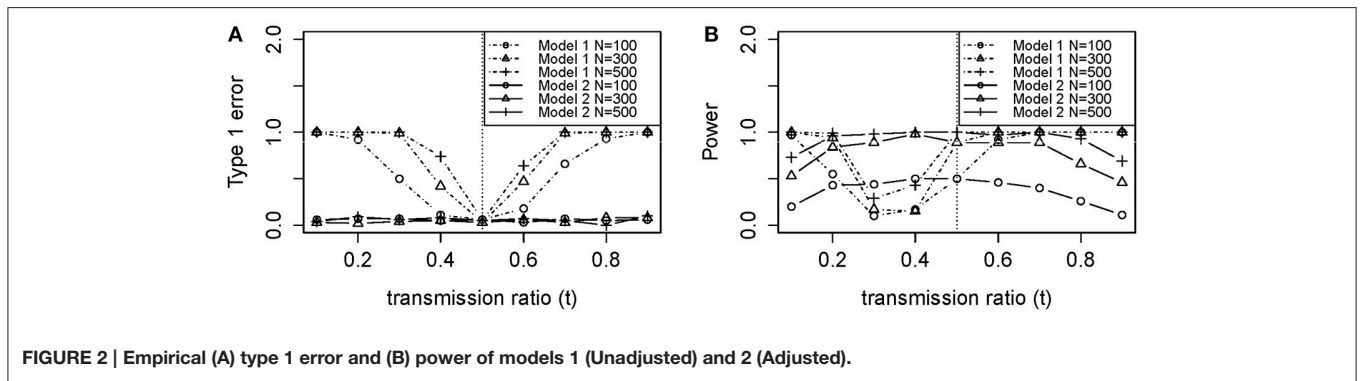 A
Type 1 error
2.0
1.0
0.0
Model 1 N=100
Model 1 N=300
Model 1 N=500
Model 2 N=100
Model 2 N=300
Model 2 N=500
0.2 0.4 0.6 0.8
transmission ratio (t)
B
Power
2.0
1.0
0.0
Model 1 N=100
Model 1 N=300
Model 1 N=500
Model 2 N=100
Model 2 N=300
Model 2 N=500
0.2 0.4 0.6 0.8
transmission ratio (t)
FIGURE 2 | Empirical (A) type 1 error and (B) power of models 1 (Unadjusted) and 2 (Adjusted).